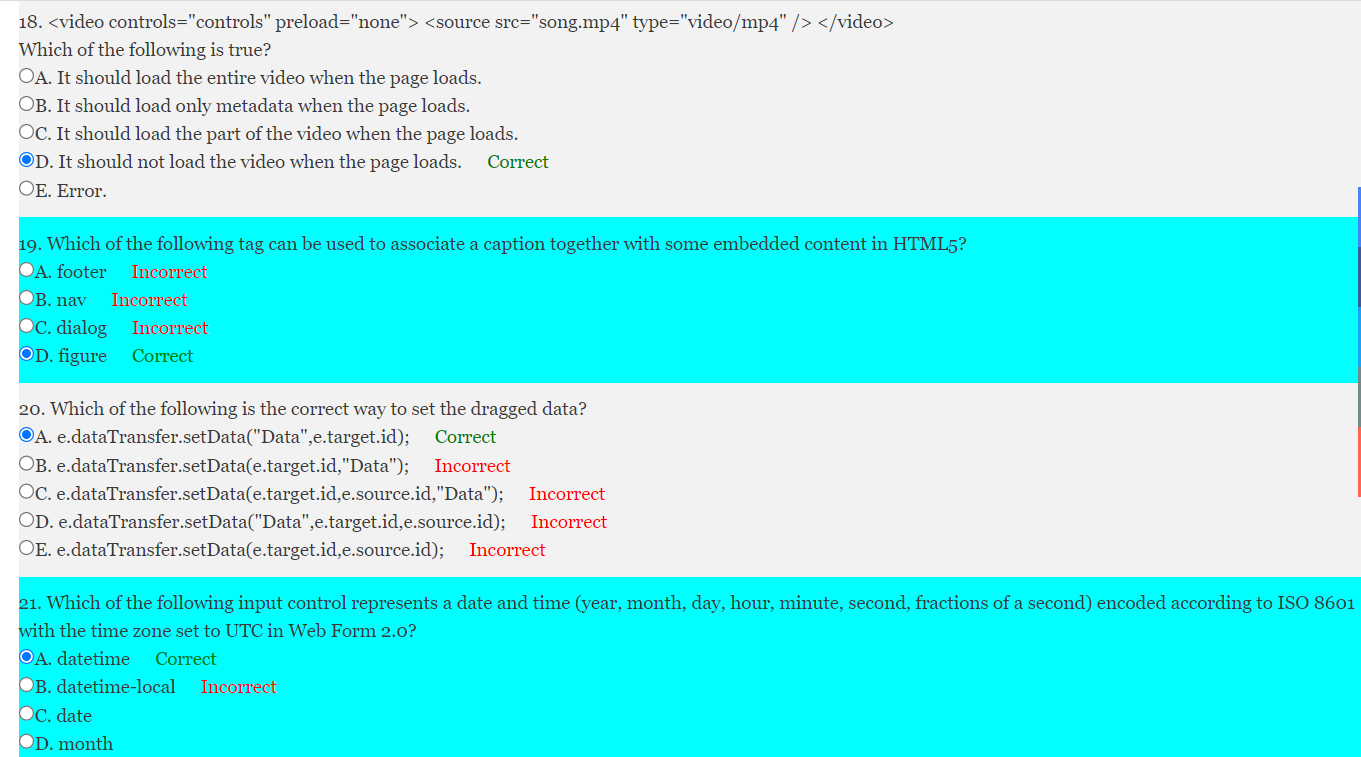 18. <video controls="controls" preload="none"> <source src="song.mp4" type="video/mp4" /> </video>
Which of the following is true?
A. It should load the entire video when the page loads.
B. It should load only metadata when the page loads.
C. It should load the part of the video when the page loads.
D. It should not load the video when the page loads. Correct
E. Error.
19. Which of the following tag can be used to associate a caption together with some embedded content in HTML5?
A. footer Incorrect
B. nav Incorrect
C. dialog Incorrect
D. figure Correct
20. Which of the following is the correct way to set the dragged data?
A. e.dataTransfer.setData("Data",e.target.id); Correct
B. e.dataTransfer.setData(e.target.id,"Data"); Incorrect
C. e.dataTransfer.setData(e.target.id,e.source.id,"Data"); Incorrect
D. e.dataTransfer.setData("Data",e.target.id,e.source.id); Incorrect
E. e.dataTransfer.setData(e.target.id,e.source.id); Incorrect
21. Which of the following input control represents a date and time (year, month, day, hour, minute, second, fractions of a second) encoded according to ISO 8601
with the time zone set to UTC in Web Form 2.0?
A. datetime Correct
B. datetime-local Incorrect
C. date
D. month